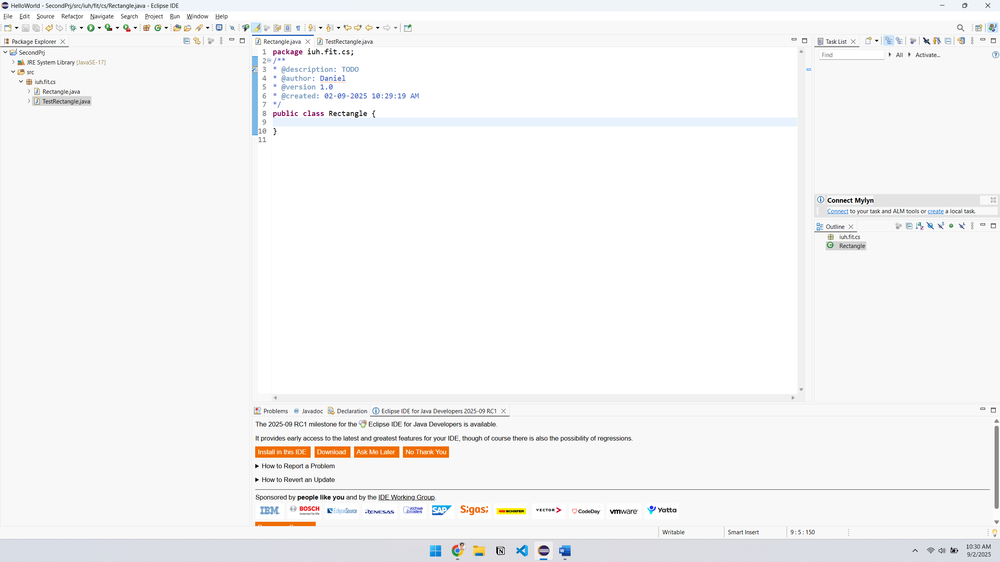 HelloWorld - SecondPrj/src/iuh/fit/cs/Rectangle.java - Eclipse IDE
File Edit Source Refactor Navigate Search Project Run Window Help
Package Explorer
SecondPrj
JRE System Library [JavaSE-17]
src
iuh.fit.cs
Rectangle.java
TestRectangle.java
Rectangle.java TestRectangle.java
1 package iuh.fit.cs;
2 /**
3 * @description: TODO
4 * @author: Daniel
5 * @version 1.0
6 * @created: 02-09-2025 10:29:19 AM
7 */
8 public class Rectangle {
9
10 }
11
Task List
Find All Activate...
Connect Mylyn
Connect to your task and ALM tools or create a local task.
Outline
iuh.fit.cs
Rectangle
Problems @ Javadoc Declaration Eclipse IDE for Java Developers 2025-09 RC1
The 2025-09 RC1 milestone for the Eclipse IDE for Java Developers is available.
It provides early access to the latest and greatest features for your IDE, though of course there is also the possibility of regressions.
Install in this IDE Download Ask Me Later No Thank You
How to Report a Problem
How to Revert an Update
Sponsored by people like you and by the IDE Working Group.
IBM BOSCH Invented for life EclipseSource RENESAS kichwa coders SAP Sigasi SSI SCHÄFER VECTOR CodeDay vmware Yatta
Writable Smart Insert 9 : 5 : 150
10:30 AM
9/2/2025